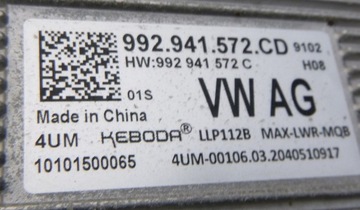 992.941.572.CD 9102
HW:992 941 572 C H08
01S VW AG
Made in China
4UM KEBODA® LLP112B MAX-LWR-MQB
10101500065 4UM-00106.03.2040510917